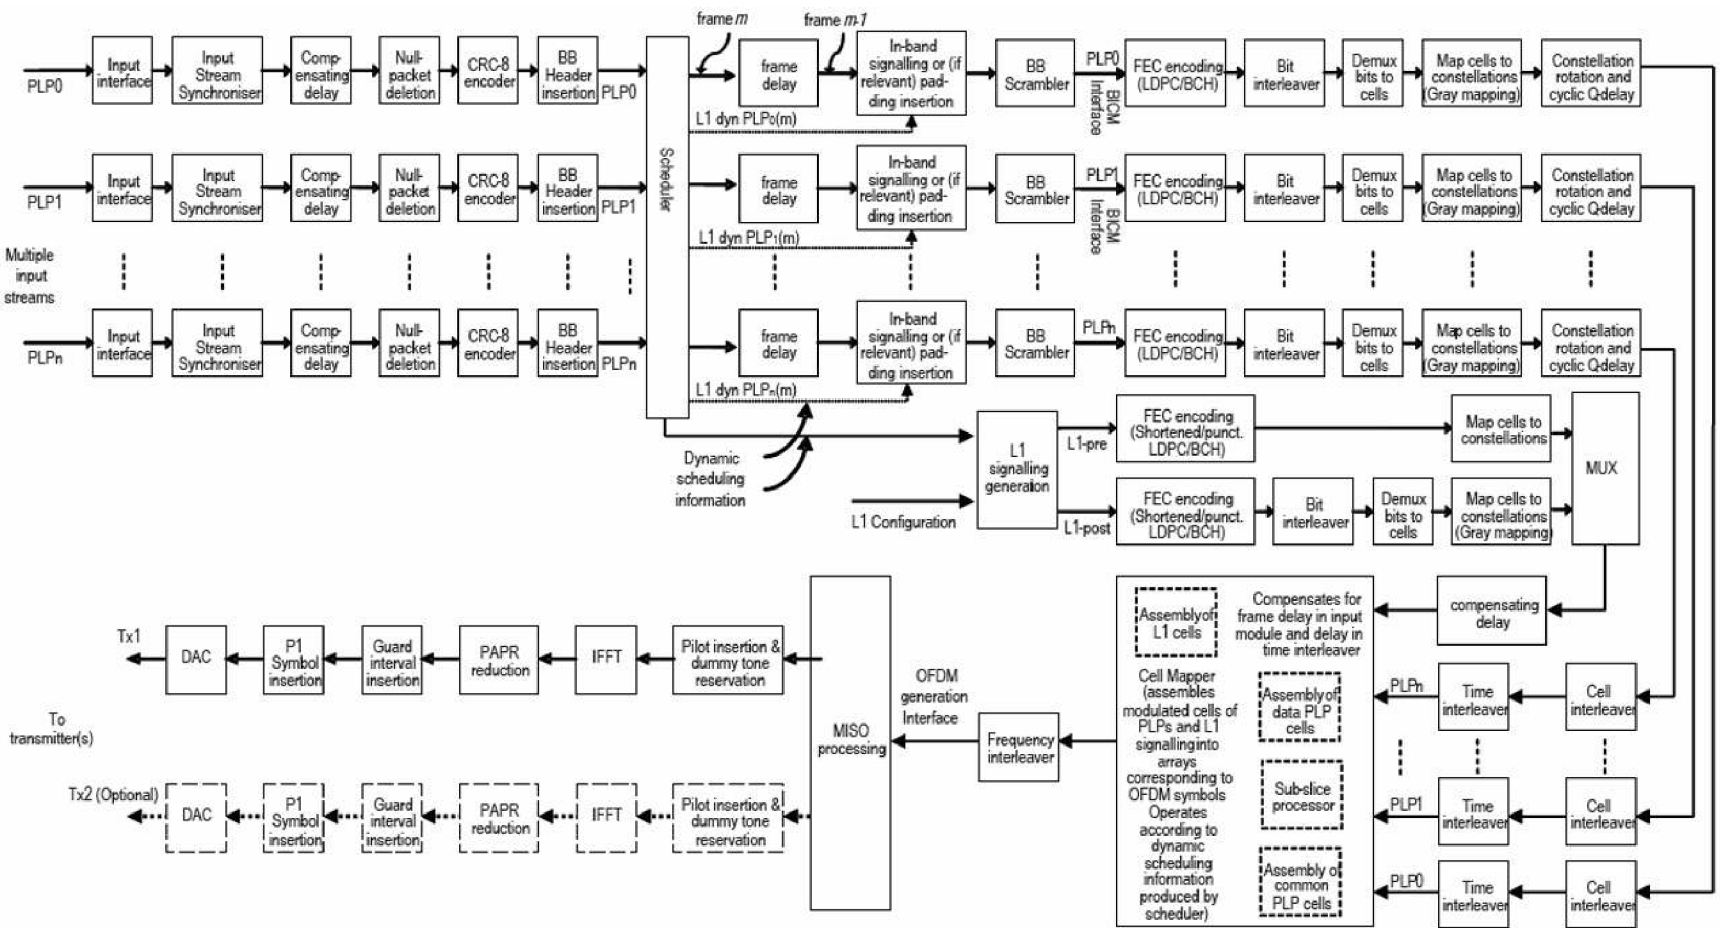 frame m
frame m-1
PLP0
Input
interface
Input
Stream
Synchroniser
Comp-
ensating
delay
Null-
packet
deletion
CRC-8
encoder
BB
Header
insertion
PLP0
Scheduler
frame
delay
In-band
signalling or (if
relevant) pad-
ding insertion
BB
Scrambler
PLP0
BICM
Interface
FEC encoding
(LDPC/BCH)
Bit
interleaver
Demux
bits to
cells
Map cells to
constellations
(Gray mapping)
Constellation
rotation and
cyclic Q-delay
L1 dyn PLP0(m)
PLP1
Input
interface
Input
Stream
Synchroniser
Comp-
ensating
delay
Null-
packet
deletion
CRC-8
encoder
BB
Header
insertion
PLP1
frame
delay
In-band
signalling or (if
relevant) pad-
ding insertion
BB
Scrambler
PLP1
BICM
Interface
FEC encoding
(LDPC/BCH)
Bit
interleaver
Demux
bits to
cells
Map cells to
constellations
(Gray mapping)
Constellation
rotation and
cyclic Q-delay
L1 dyn PLP1(m)
Multiple
input
streams
PLPn
Input
interface
Input
Stream
Synchroniser
Comp-
ensating
delay
Null-
packet
deletion
CRC-8
encoder
BB
Header
insertion
PLPn
frame
delay
In-band
signalling or (if
relevant) pad-
ding insertion
BB
Scrambler
PLPn
FEC encoding
(LDPC/BCH)
Bit
interleaver
Demux
bits to
cells
Map cells to
constellations
(Gray mapping)
Constellation
rotation and
cyclic Q-delay
L1 dyn PLPn(m)
Dynamic
scheduling
information
L1 Configuration
L1
signalling
generation
L1-pre
FEC encoding
(Shortened/punct.
LDPC/BCH)
Map cells to
constellations
MUX
L1-post
FEC encoding
(Shortened/punct.
LDPC/BCH)
Bit
interleaver
Demux
bits to
cells
Map cells to
constellations
(Gray mapping)
Tx1
DAC
P1
Symbol
insertion
Guard
interval
insertion
PAPR
reduction
IFFT
Pilot insertion &
dummy tone
reservation
MISO
processing
OFDM
generation
Interface
Frequency
interleaver
Assembly of
L1 cells
Compensates for
frame delay in input
module and delay in
time interleaver
compensating
delay
Cell Mapper
(assembles
modulated cells of
PLPs and L1
signalling into
arrays
corresponding to
OFDM symbols
Operates
according to
dynamic
scheduling
information
produced by
scheduler)
Assembly of
data PLP
cells
Sub-slice
processor
Assembly of
common
PLP cells
PLPn
Time
interleaver
Cell
interleaver
PLP1
Time
interleaver
Cell
interleaver
PLP0
Time
interleaver
Cell
interleaver
To
transmitter(s)
Tx2 (Optional)
DAC
P1
Symbol
insertion
Guard
interval
insertion
PAPR
reduction
IFFT
Pilot insertion &
dummy tone
reservation